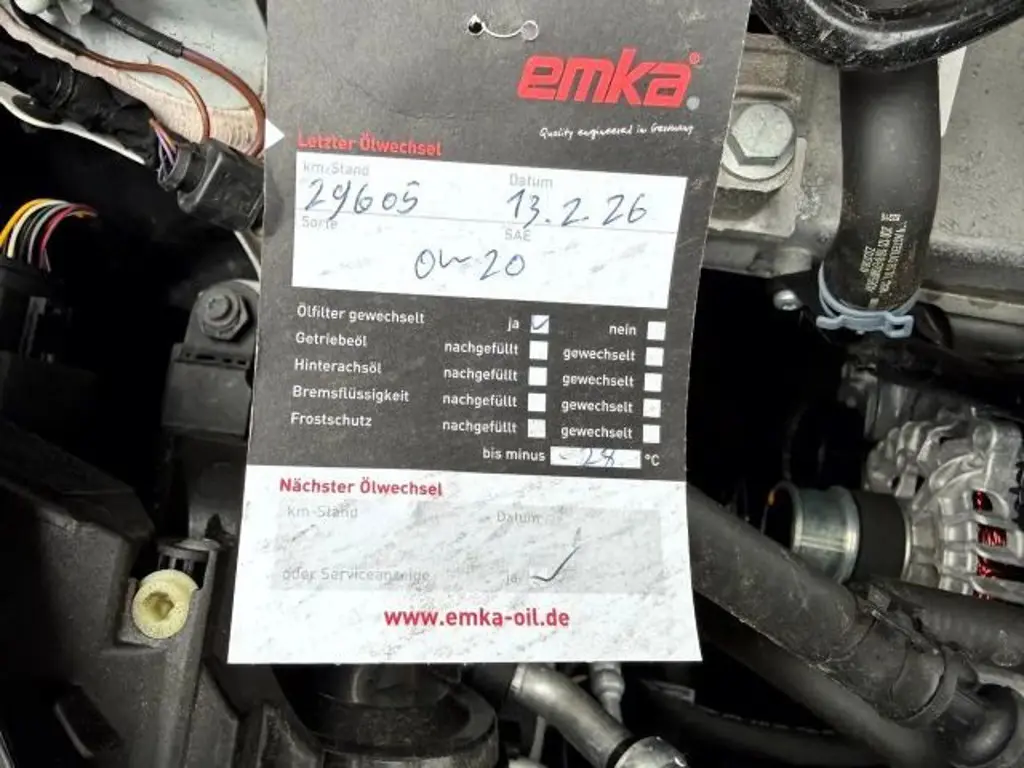 emka®
Quality engineered in Germany
Letzter Ölwechsel
km-Stand Datum
29605 13.2.26
Sorte SAE
0W20
Ölfilter gewechselt ja ✓ nein
Getriebeöl nachgefüllt gewechselt
Hinterachsöl nachgefüllt gewechselt
Bremsflüssigkeit nachgefüllt gewechselt
Frostschutz nachgefüllt gewechselt
bis minus -28 °C
Nächster Ölwechsel
km-Stand Datum
oder Serviceanzeige ja ✓
www.emka-oil.de